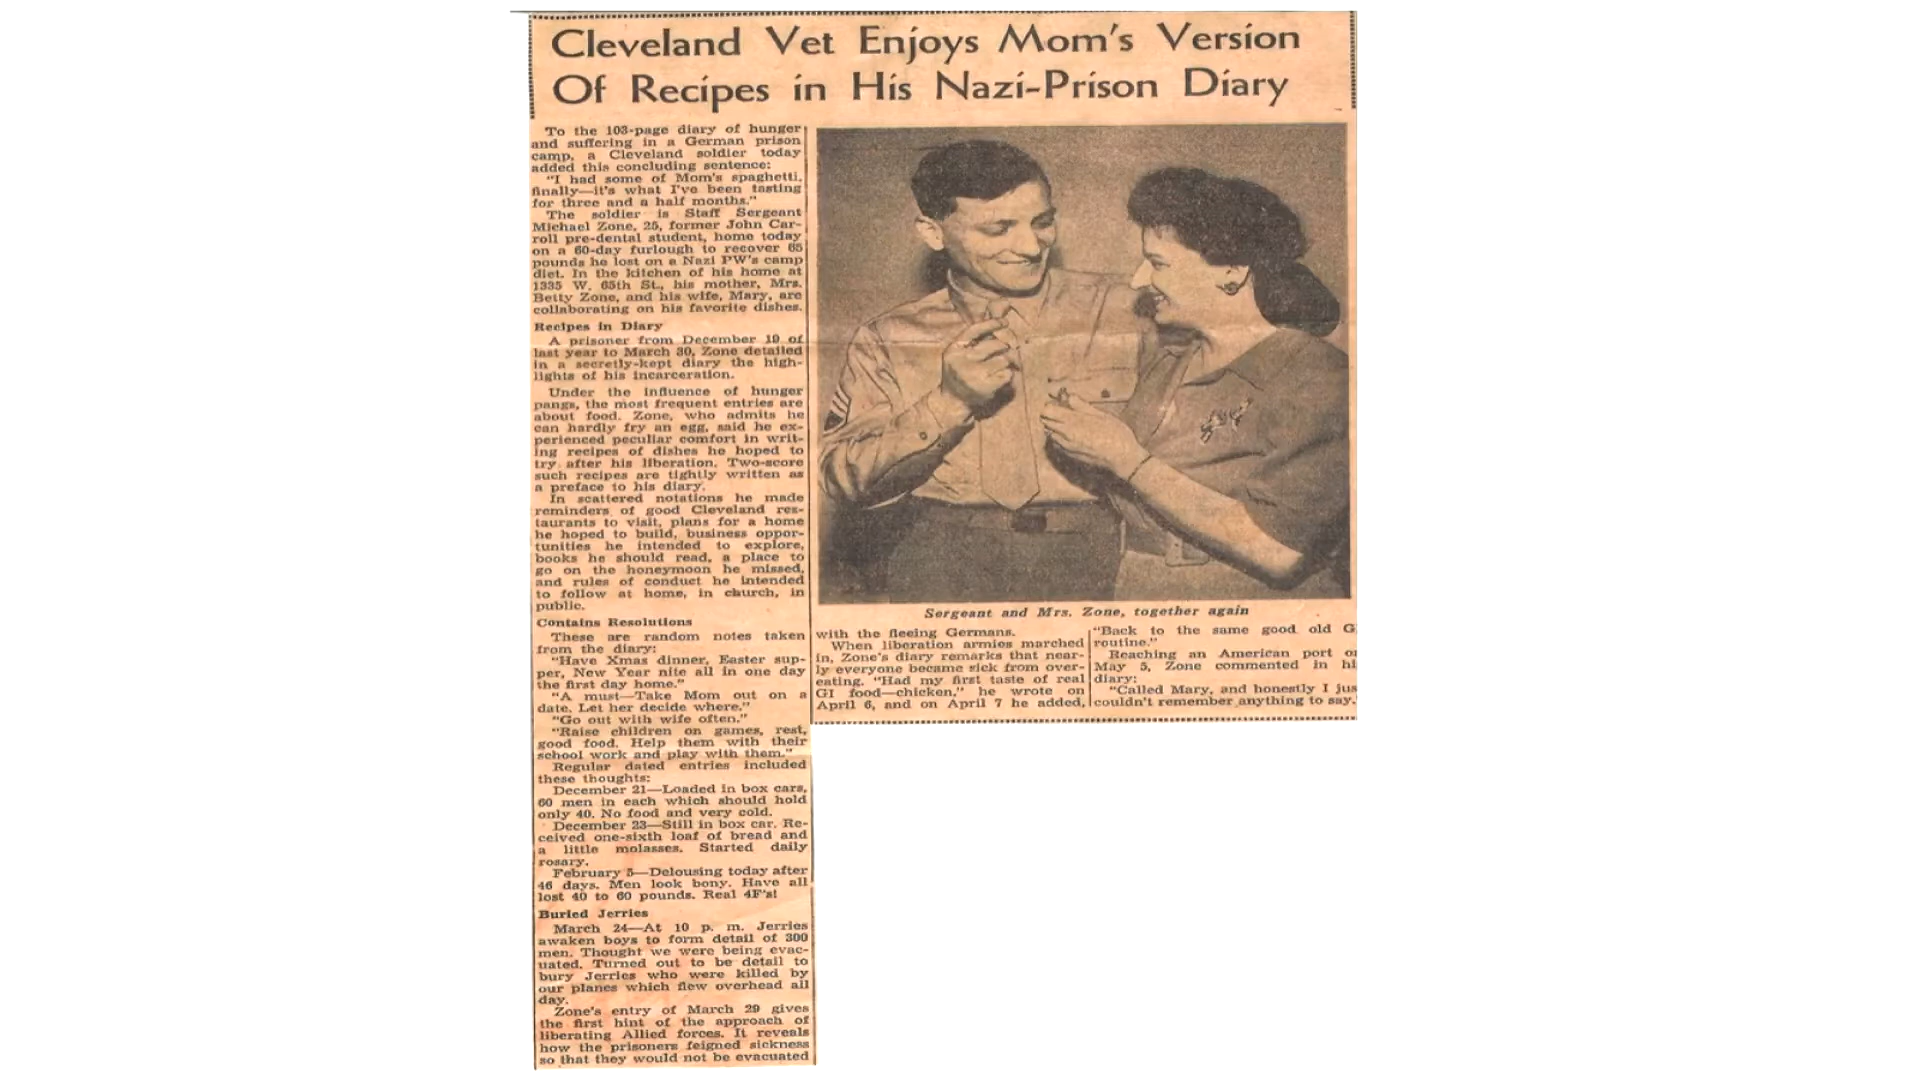 Cleveland Vet Enjoys Mom's Version
Of Recipes in His Nazi-Prison Diary
To the 103-page diary of hunger
and suffering in a German prison
camp, a Cleveland soldier today
added this concluding sentence:
"I had some of Mom's spaghetti,
finally—it's what I've been tasting
for three and a half months."
The soldier is Staff Sergeant
Michael Zone, 25, former John Car-
roll pre-dental student, home today
on a 60-day furlough to recover 65
pounds he lost on a Nazi PW's camp
diet. In the kitchen of his home at
1335 W. 65th St., his mother, Mrs.
Betty Zone, and his wife, Mary, are
collaborating on his favorite dishes.
Recipes in Diary
A prisoner from December 19 of
last year to March 30, Zone detailed
in a secretly-kept diary the high-
lights of his incarceration.
Under the influence of hunger
pangs, the most frequent entries are
about food. Zone, who admits he
can hardly fry an egg, said he ex-
perienced peculiar comfort in writ-
ing recipes of dishes he hoped to
try after his liberation. Two-score
such recipes are tightly written as
a preface to his diary.
In scattered notations he made
reminders of good Cleveland res-
taurants to visit, plans for a home
he hoped to build, business oppor-
tunities he intended to explore,
books he should read, a place to
go on the honeymoon he missed,
and rules of conduct he intended
to follow at home, in church, in
public.
Contains Resolutions
These are random notes taken
from the diary:
"Have Xmas dinner, Easter sup-
per, New Year nite all in one day
the first day home."
"A must—Take Mom out on a
date. Let her decide where."
"Go out with wife often."
"Raise children on games, rest,
good food. Help them with their
school work and play with them."
Regular dated entries included
these thoughts:
December 21—Loaded in box cars,
60 men in each which should hold
only 40. No food and very cold.
December 23—Still in box car. Re-
ceived one-sixth loaf of bread and
a little molasses. Started daily
rosary.
February 5—Delousing today after
46 days. Men look bony. Have all
lost 40 to 60 pounds. Real 4F's!
Buried Jerries
March 24—At 10 p. m. Jerries
awaken boys to form detail of 300
men. Thought we were being evac-
uated. Turned out to be detail to
bury Jerries who were killed by
our planes which flew overhead all
day.
Zone's entry of March 29 gives
the first hint of the approach of
liberating Allied forces. It reveals
how the prisoners feigned sickness
so that they would not be evacuated
Sergeant and Mrs. Zone, together again
with the fleeing Germans.
When liberation armies marched
in, Zone's diary remarks that near-
ly everyone became sick from over-
eating. "Had my first taste of real
GI food—chicken," he wrote on
April 6, and on April 7 he added,
"Back to the same good old G
routine."
Reaching an American port o
May 5, Zone commented in hi
diary:
"Called Mary, and honestly I jus
couldn't remember anything to say.